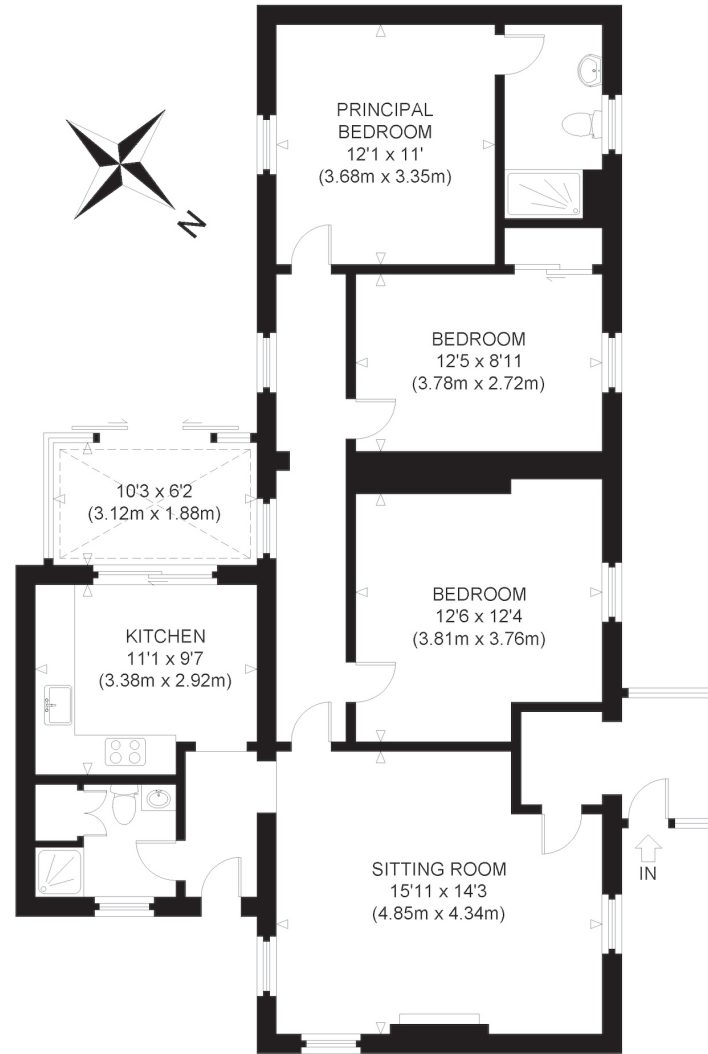 PRINCIPAL
BEDROOM
12'1 x 11'
(3.68m x 3.35m)
N
BEDROOM
12'5 x 8'11
(3.78m x 2.72m)
10'3 x 6'2
(3.12m x 1.88m)
BEDROOM
12'6 x 12'4
(3.81m x 3.76m)
KITCHEN
11'1 x 9'7
(3.38m x 2.92m)
SITTING ROOM
15'11 x 14'3
(4.85m x 4.34m)
IN